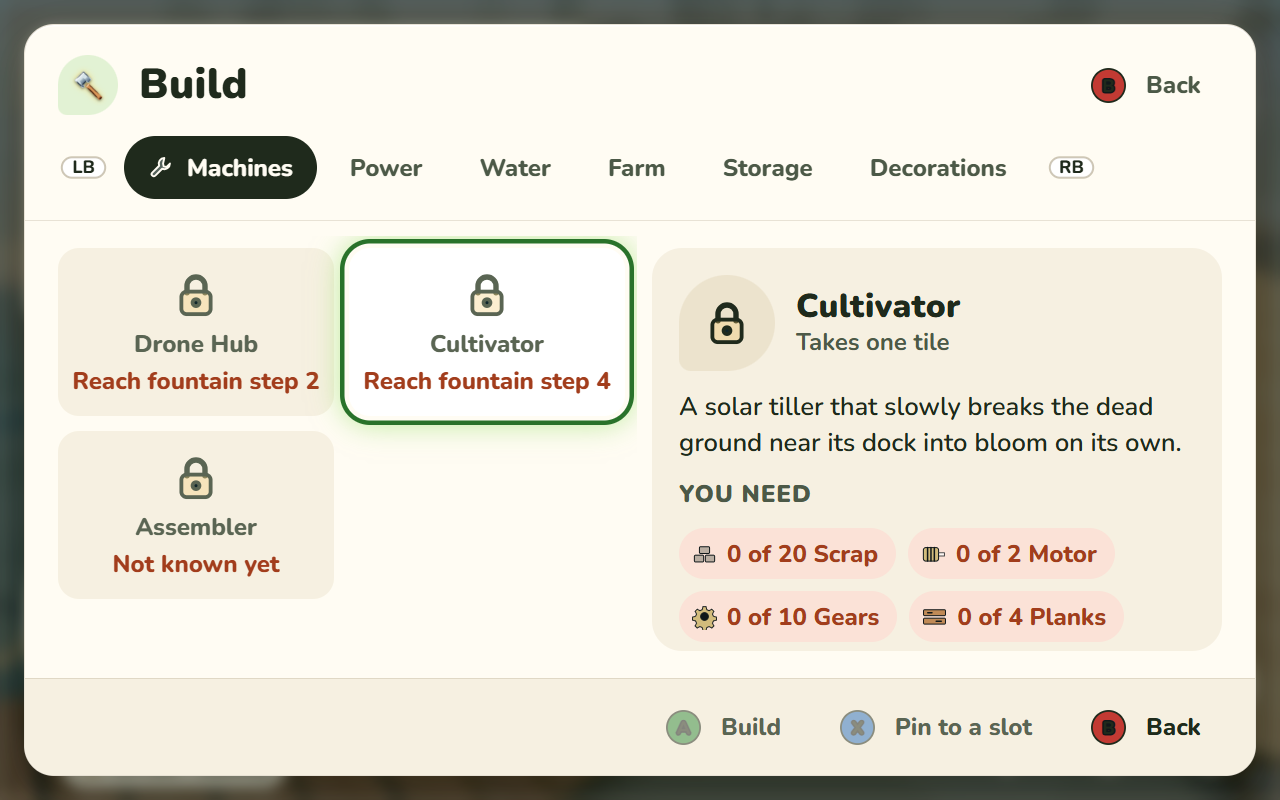 Build
B Back
LB Machines Power Water Farm Storage Decorations RB
Drone Hub
Reach fountain step 2
Cultivator
Reach fountain step 4
Assembler
Not known yet
Cultivator
Takes one tile
A solar tiller that slowly breaks the dead
ground near its dock into bloom on its own.
YOU NEED
0 of 20 Scrap
0 of 2 Motor
0 of 10 Gears
0 of 4 Planks
A Build X Pin to a slot B Back